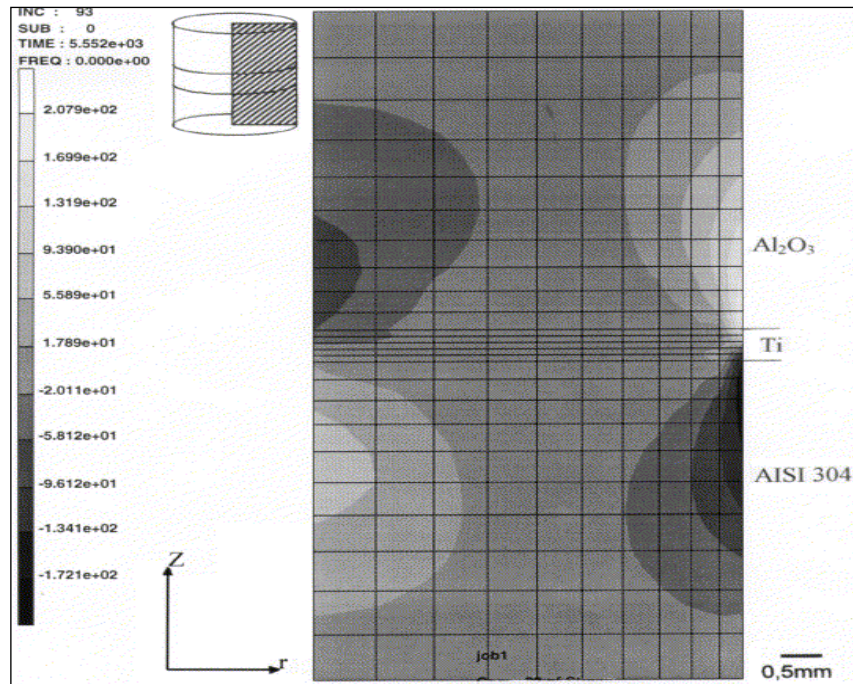 INC : 93
SUB : 0
TIME : 5.552e+03
FREQ : 0.000e+00
2.079e+02
1.699e+02
1.319e+02
9.390e+01
5.589e+01
1.789e+01
-2.011e+01
-5.812e+01
-9.612e+01
-1.341e+02
-1.721e+02
Al₂O₃
Ti
AISI 304
Z
r
job1
0,5mm